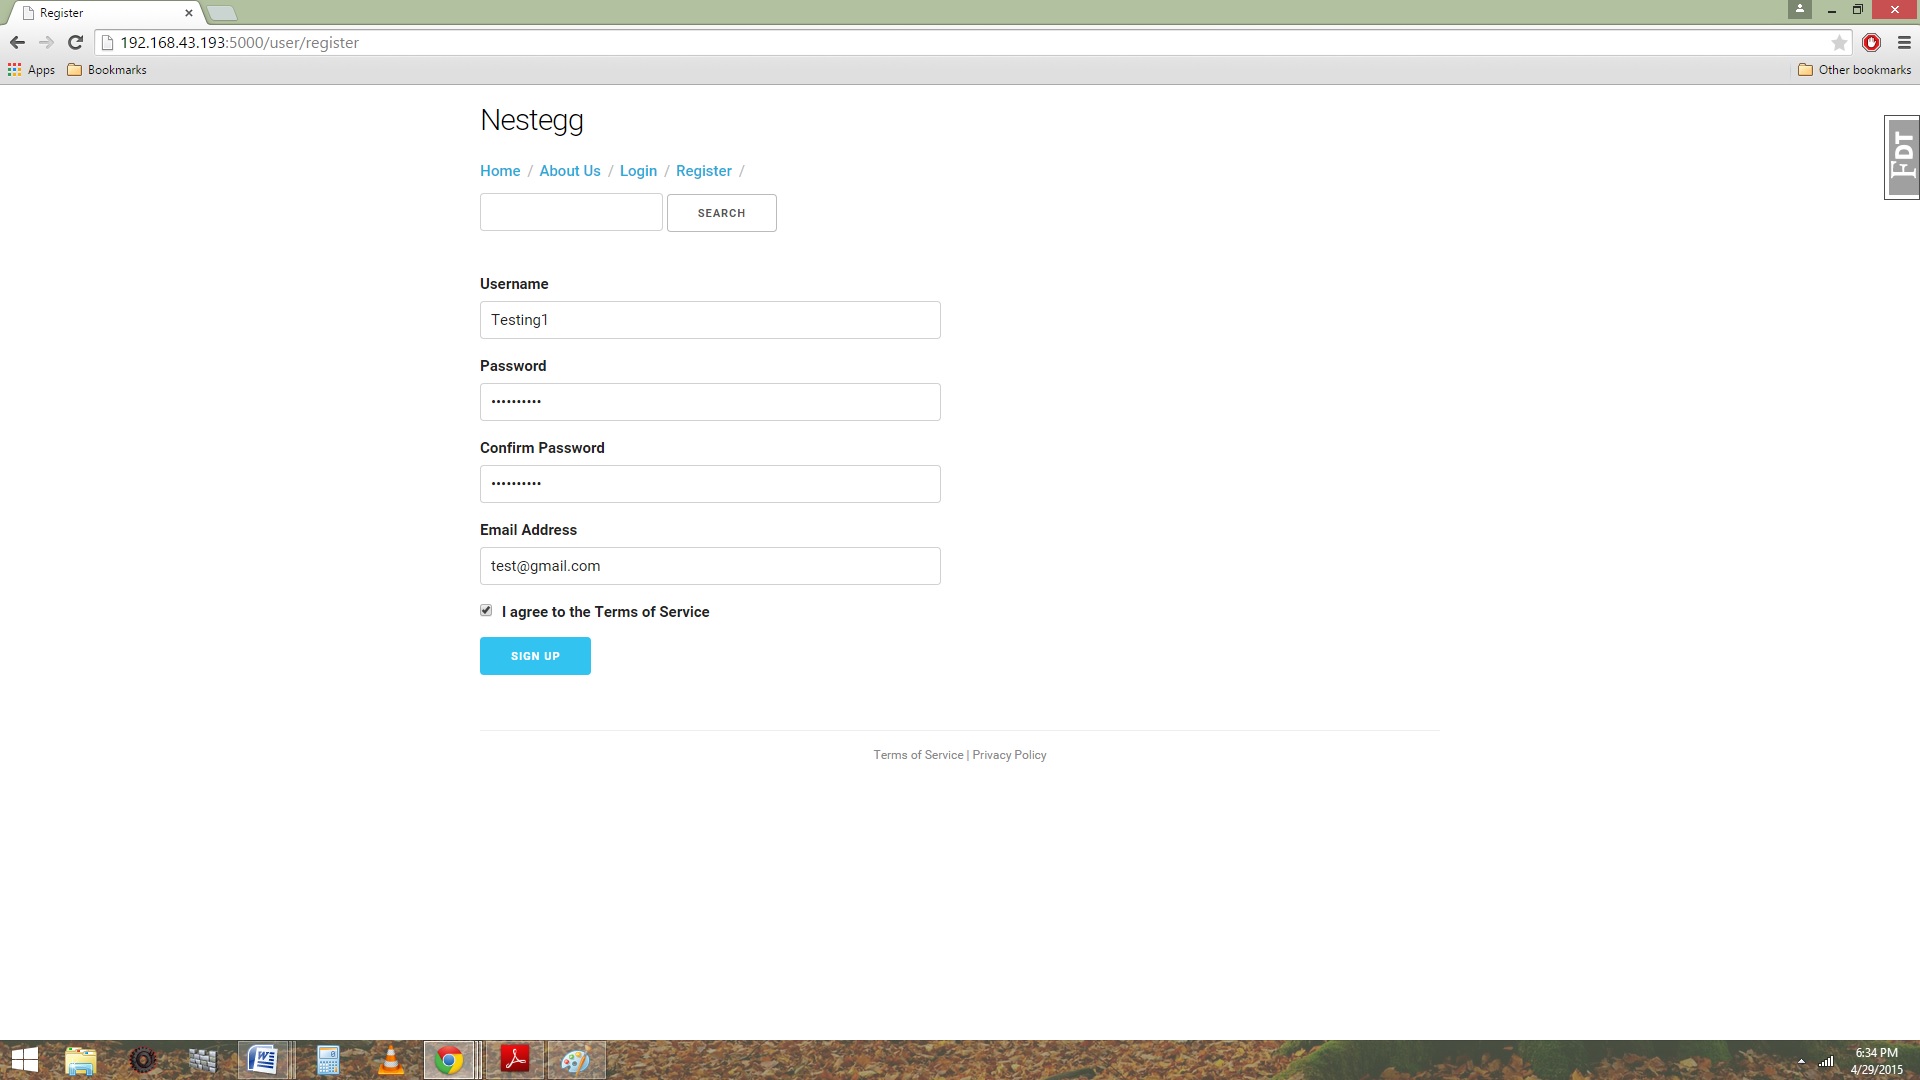 Register
192.168.43.193:5000/user/register
Apps Bookmarks Other bookmarks
Nestegg
FDT
Home / About Us / Login / Register /
SEARCH
Username
Testing1
Password
••••••••••
Confirm Password
••••••••••
Email Address
test@gmail.com
I agree to the Terms of Service
SIGN UP
Terms of Service | Privacy Policy
6:34 PM
4/29/2015